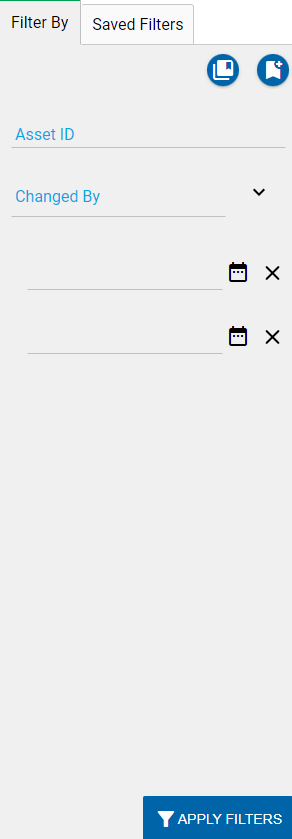 Filter By
Saved Filters
Asset ID
Changed By
APPLY FILTERS